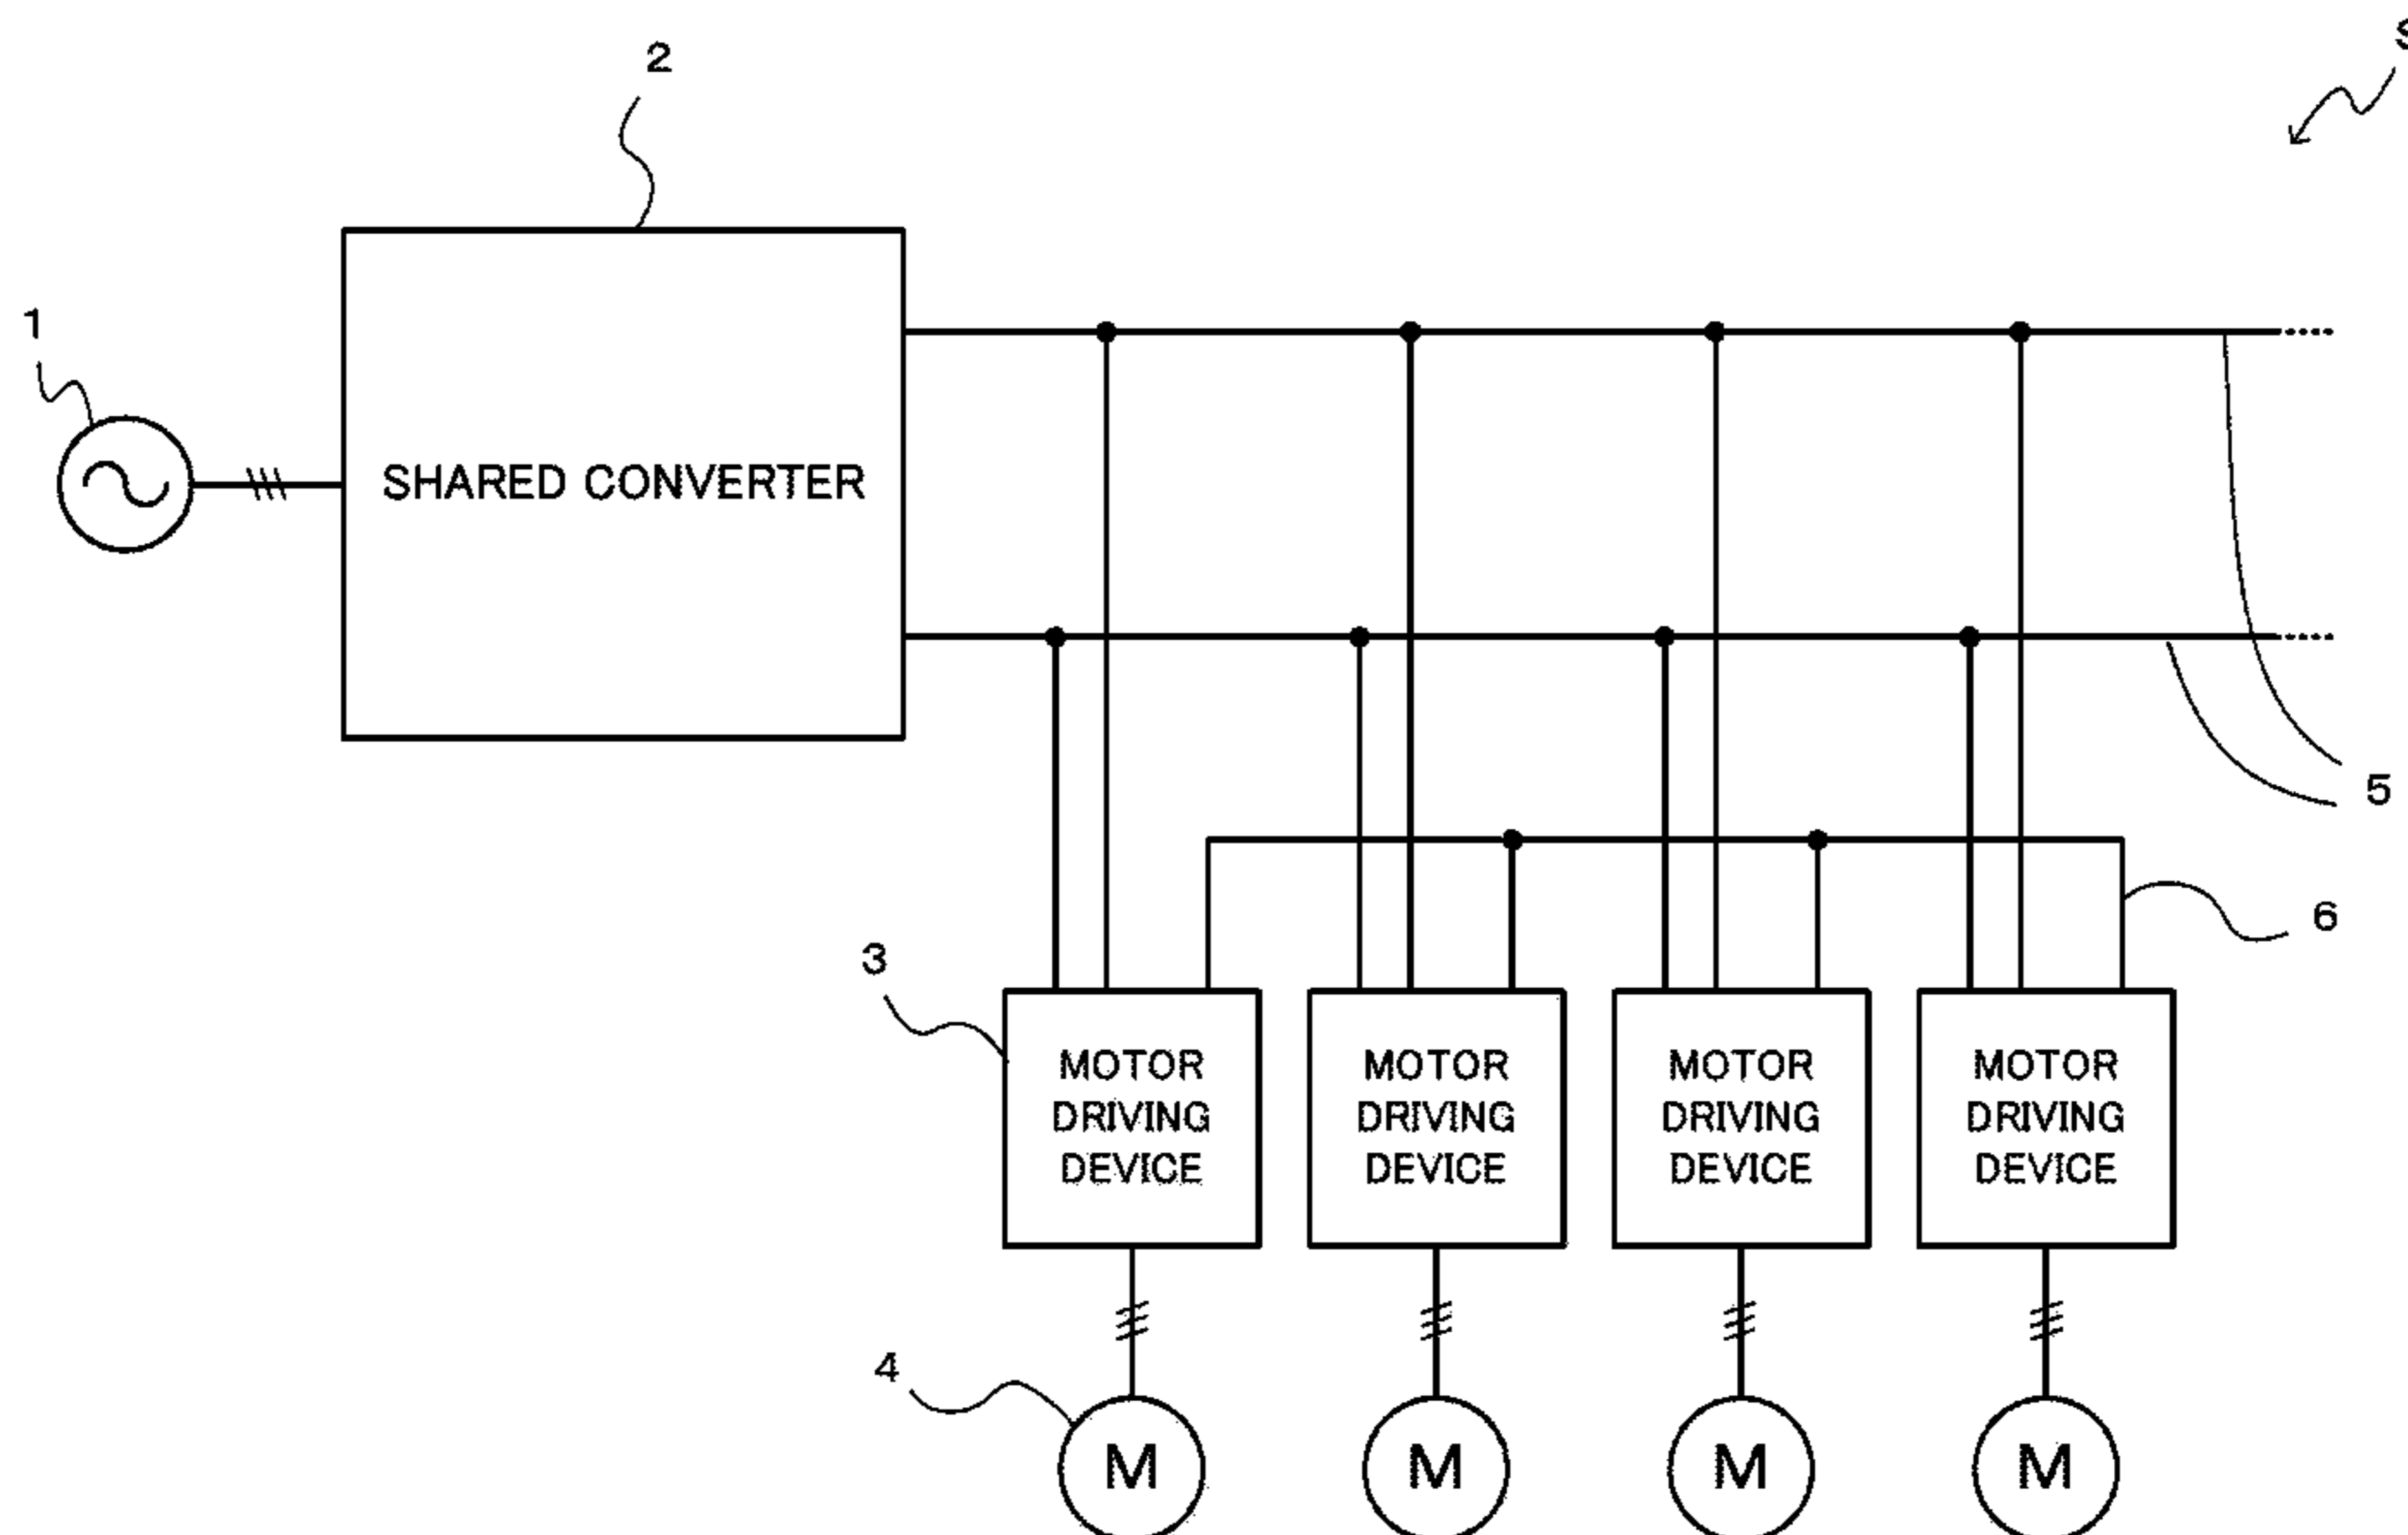 2
1
SHARED CONVERTER
5
6
3
MOTOR
DRIVING
DEVICE
MOTOR
DRIVING
DEVICE
MOTOR
DRIVING
DEVICE
MOTOR
DRIVING
DEVICE
4
M
M
M
M